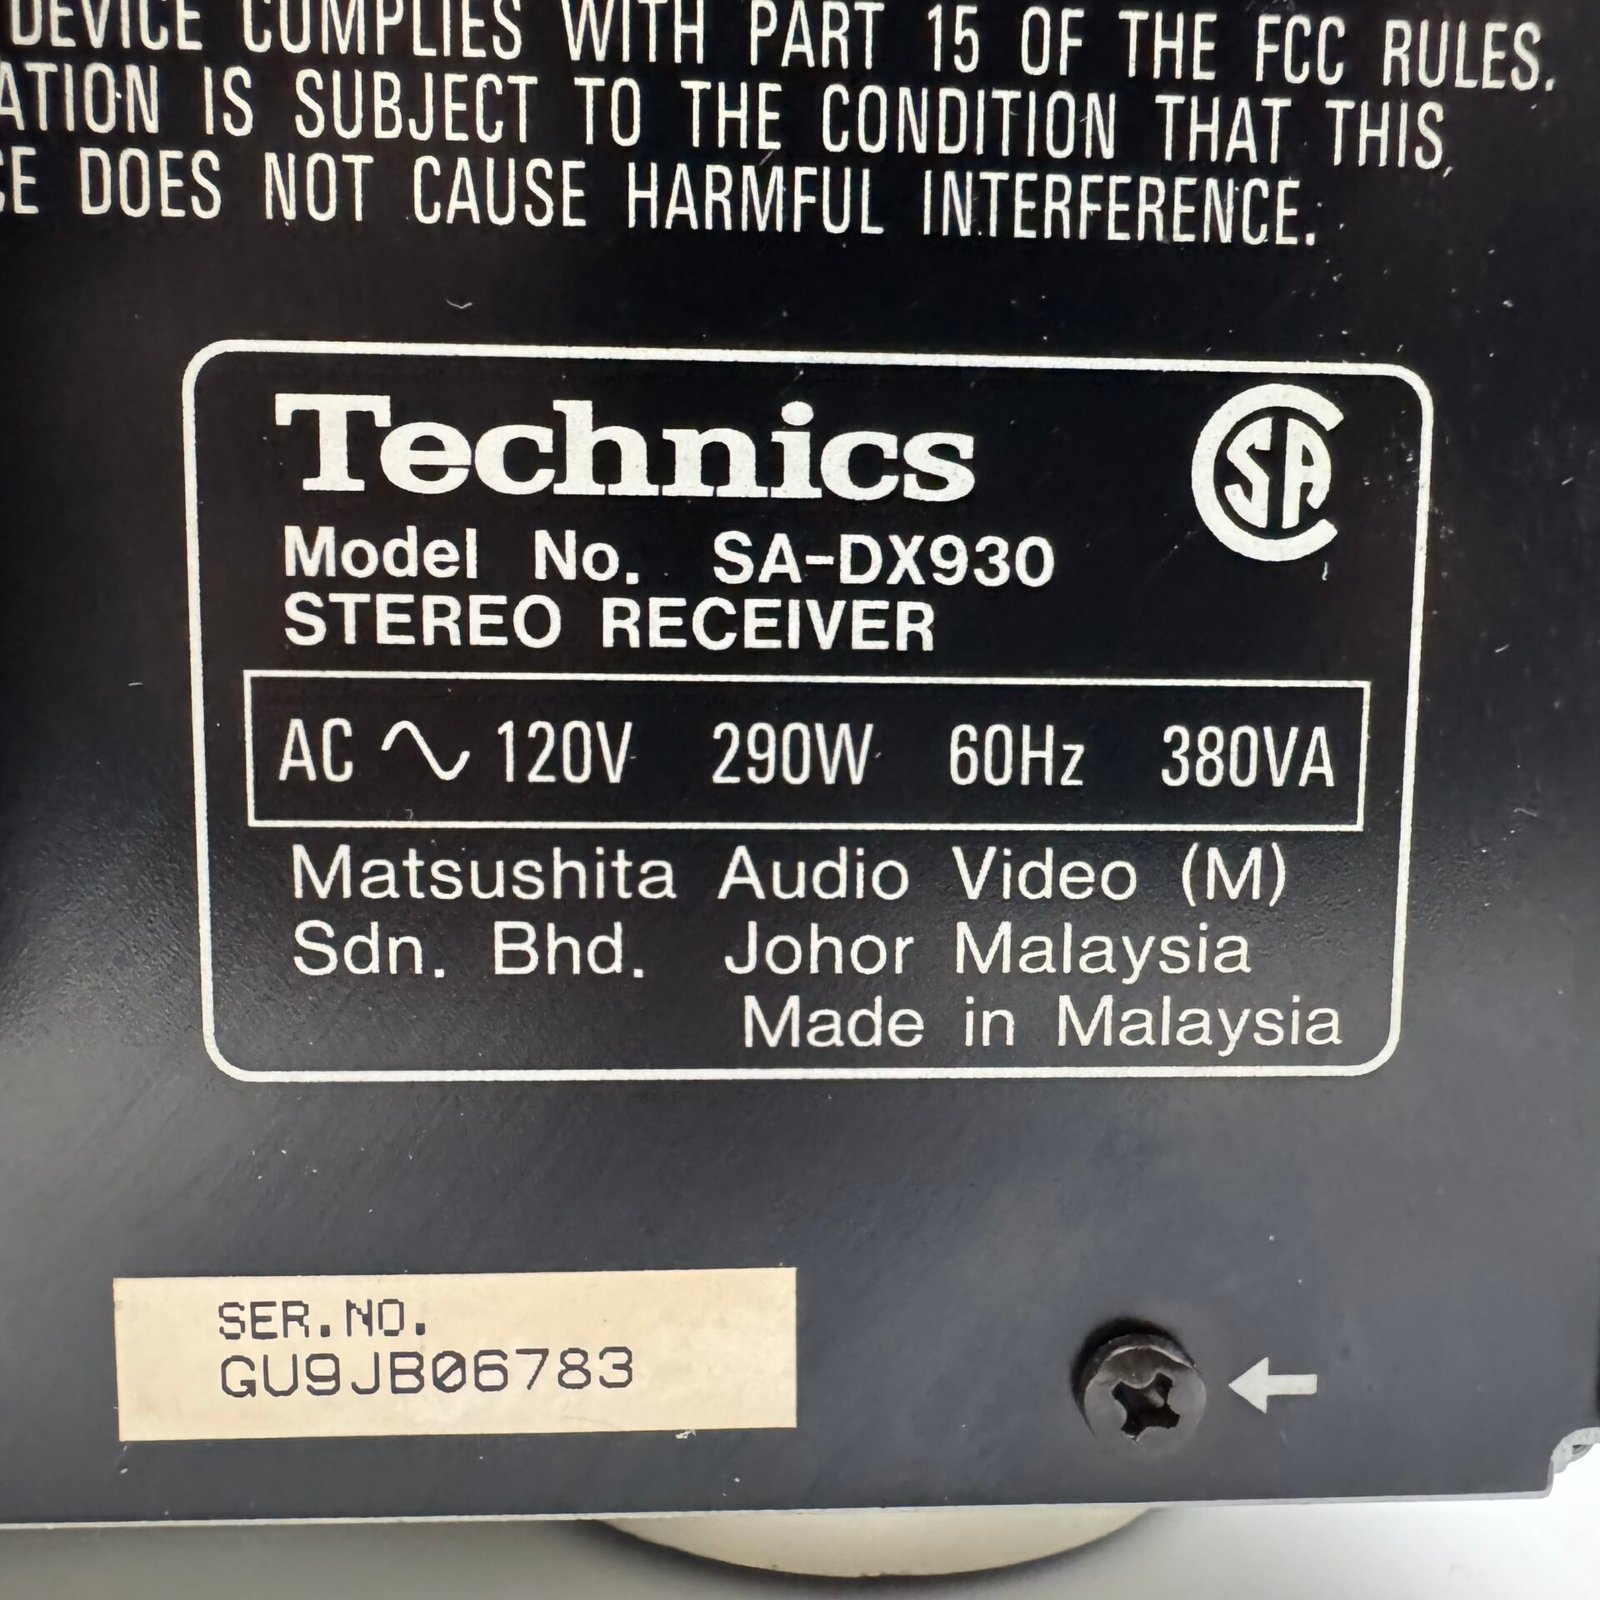 DEVICE COMPLIES WITH PART 15 OF THE FCC RULES.
ATION IS SUBJECT TO THE CONDITION THAT THIS
CE DOES NOT CAUSE HARMFUL INTERFERENCE.
Technics
CSA
Model No. SA-DX930
STEREO RECEIVER
AC ∿ 120V 290W 60Hz 380VA
Matsushita Audio Video (M)
Sdn. Bhd. Johor Malaysia
Made in Malaysia
SER.NO.
GU9JB06783